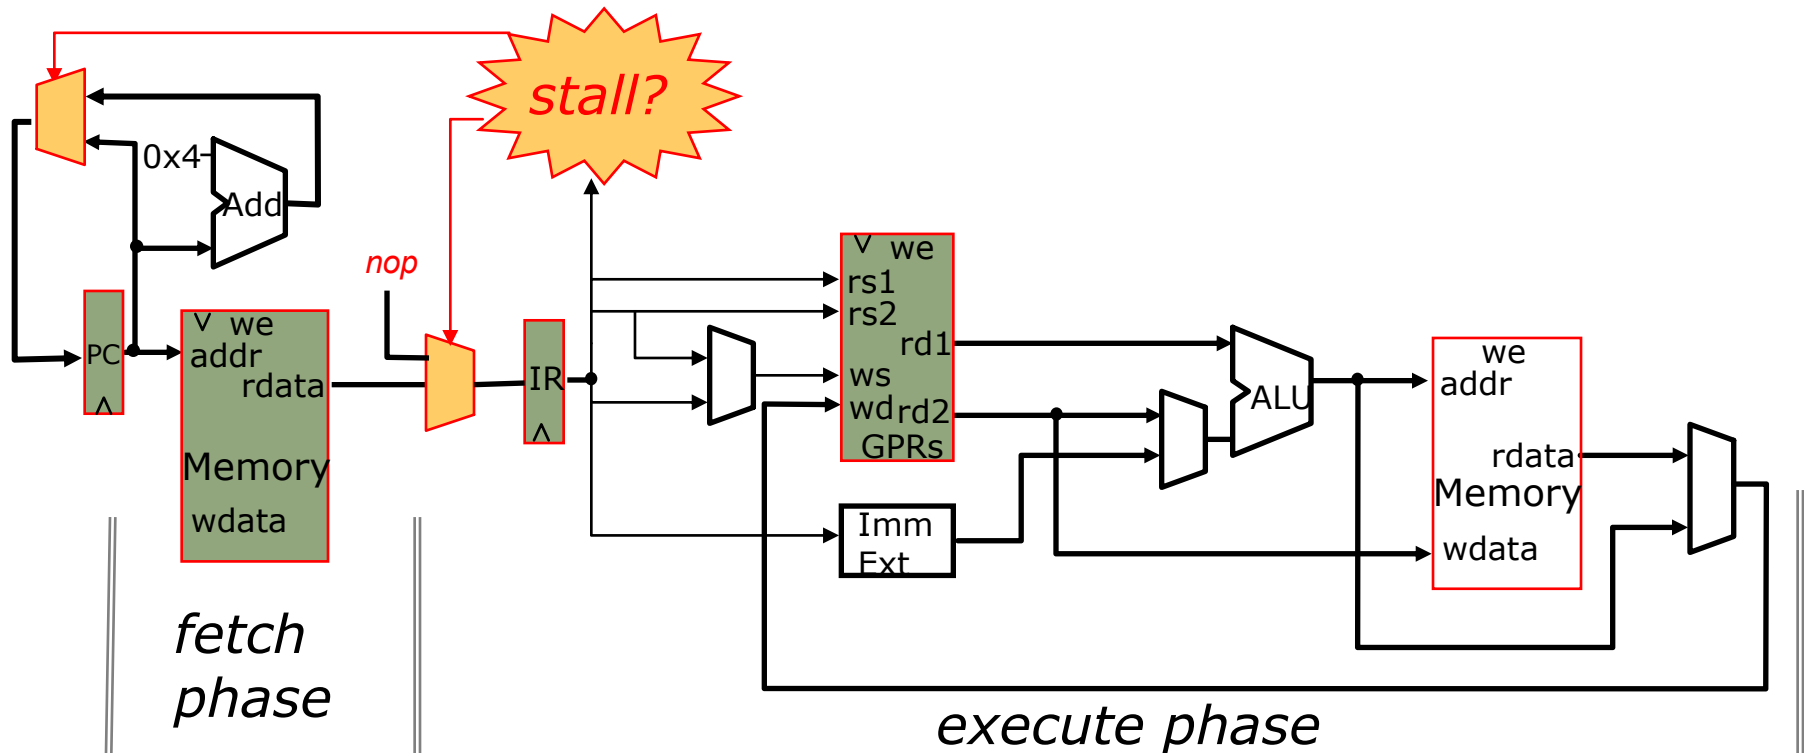 stall?
0x4
Add
nop
PC
we
addr
rdata
Memory
wdata
IR
we
rs1
rs2
rd1
ws
wd rd2
GPRs
Imm
Ext
ALU
we
addr
rdata
Memory
wdata
fetch
phase
execute phase